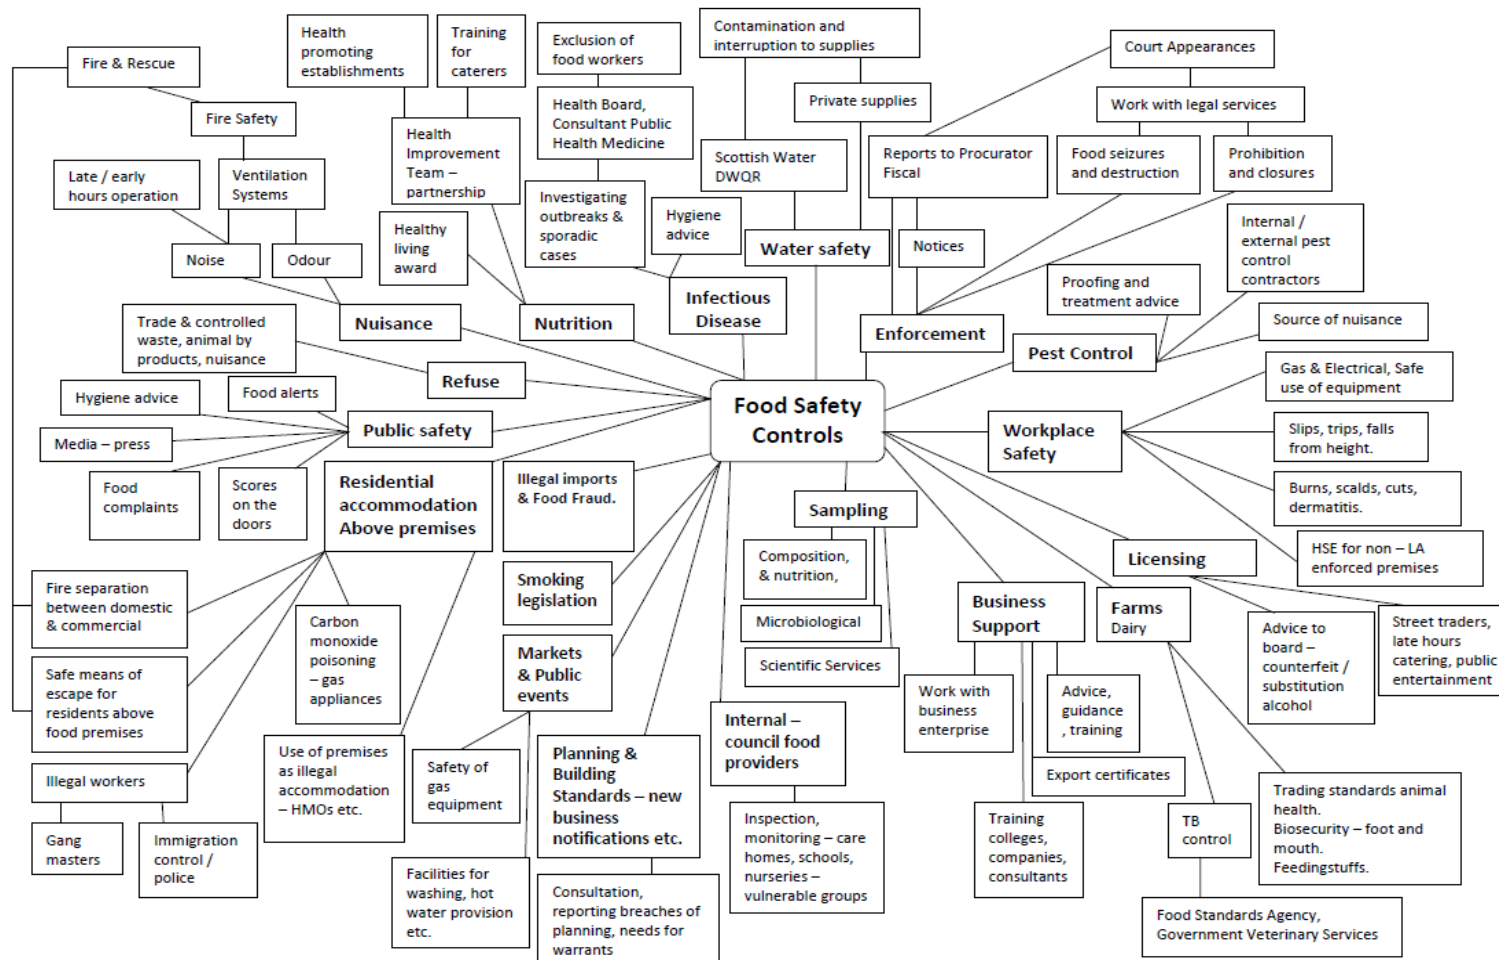 Health
promoting
establishments
Training
for
caterers
Exclusion of
food workers
Contamination and
interruption to supplies
Court Appearances
Fire & Rescue
Fire Safety
Health Board,
Consultant Public
Health Medicine
Private supplies
Work with legal services
Health
Improvement
Team –
partnership
Scottish Water
DWQR
Reports to Procurator
Fiscal
Food seizures
and destruction
Prohibition
and closures
Late / early
hours operation
Ventilation
Systems
Investigating
outbreaks &
sporadic
cases
Hygiene
advice
Healthy
living
award
Water safety
Notices
Internal /
external pest
control
contractors
Noise
Odour
Proofing and
treatment advice
Infectious
Disease
Trade & controlled
waste, animal by
products, nuisance
Nuisance
Nutrition
Enforcement
Source of nuisance
Pest Control
Refuse
Gas & Electrical, Safe
use of equipment
Hygiene advice
Food alerts
Food Safety
Controls
Public safety
Workplace
Safety
Slips, trips, falls
from height.
Media – press
Food
complaints
Scores
on the
doors
Residential
accommodation
Above premises
Illegal imports
& Food Fraud.
Sampling
Burns, scalds, cuts,
dermatitis.
HSE for non – LA
enforced premises
Composition,
& nutrition,
Licensing
Fire separation
between domestic
& commercial
Smoking
legislation
Business
Support
Farms
Dairy
Carbon
monoxide
poisoning
– gas
appliances
Microbiological
Advice to
board –
counterfeit /
substitution
alcohol
Street traders,
late hours
catering, public
entertainment
Markets
& Public
events
Scientific Services
Safe means of
escape for
residents above
food premises
Work with
business
enterprise
Advice,
guidance
, training
Internal –
council food
providers
Use of premises
as illegal
accommodation
– HMOs etc.
Safety of
gas
equipment
Planning &
Building
Standards – new
business
notifications etc.
Export certificates
Illegal workers
Trading standards animal
health.
Biosecurity – foot and
mouth.
Feedingstuffs.
Gang
masters
Immigration
control /
police
Inspection,
monitoring – care
homes, schools,
nurseries –
vulnerable groups
Training
colleges,
companies,
consultants
TB
control
Facilities for
washing, hot
water provision
etc.
Consultation,
reporting breaches of
planning, needs for
warrants
Food Standards Agency,
Government Veterinary Services